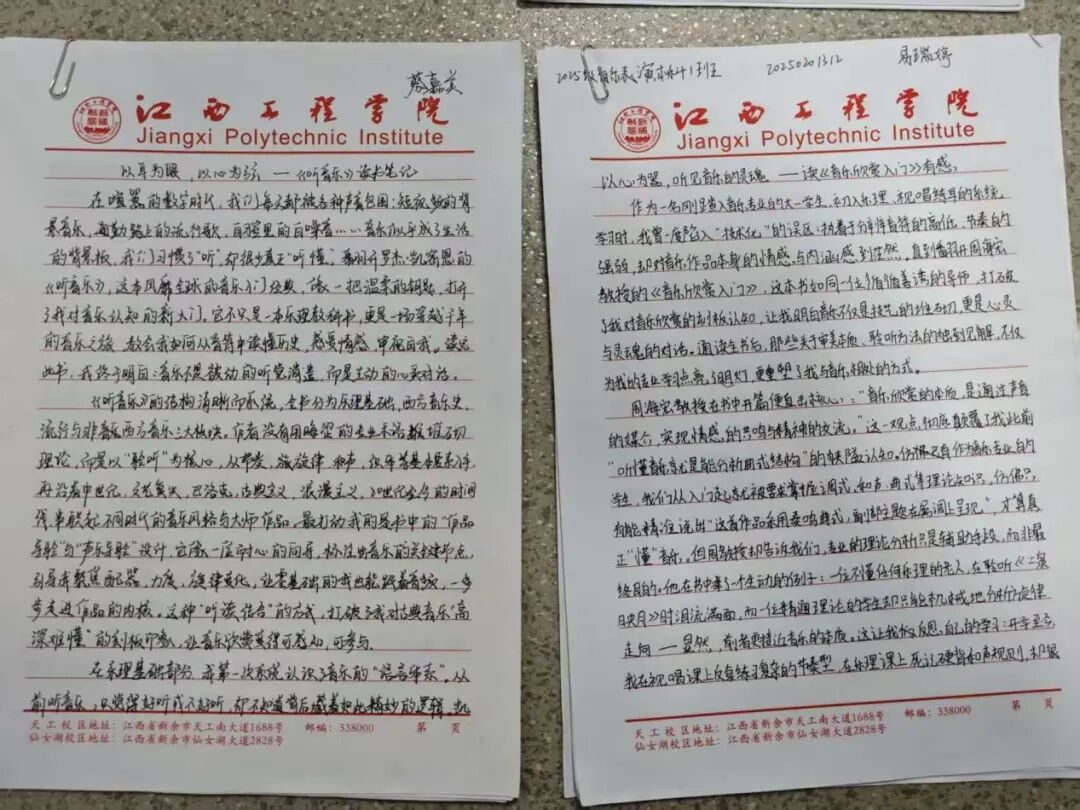 蔡嘉美
江西工程学院
Jiangxi Polytechnic Institute
以耳为眼，以心为弦 — 《听音乐》读书笔记
在喧嚣的数字时代，我们每天都被各种声音包围：短视频的背
景音乐，通勤路上的流行歌，自习室里的白噪音……音乐似乎成了生活
的背景板，我们习惯了“听”，却很少真正“听懂”。翻开罗杰·凯密恩的
《听音乐》，这本风靡全球的音乐入门经典，像一把温柔的钥匙，打开
了我对音乐认知的新大门。它不只是一本乐理教科书，更是一场穿越千年
的音乐之旅，教会我如何从音符中读懂历史，感受情感，审视自我。读完
此书，我终于明白：音乐不是被动的听觉消遣，而是主动的心灵对话。
《听音乐》的结构清晰而系统，全书分为乐理基础，西方音乐史，
流行与非西方音乐三大板块。作者没有用晦涩的专业术语堆砌
理论，而是以“聆听”为核心，从节奏，旋律，和声，
再沿着中世纪，文艺复兴，巴洛克，古典主义，浪漫主义，20世纪至今的时间
线，串联起不同时代的音乐风格与大师作品。最打动我的是书中的“作品
导聆”与“声乐导聆”设计，它像一位耐心的向导，标注出音乐的关键节点，
引导我聚焦配器，力度，旋律变化，让零基础的我也能跟着音频，一步
步走进作品的内核。这种“听读结合”的方式，打破了我对古典音乐“高
深难懂”的刻板印象，让音乐欣赏变得可感知，可参与。
在乐理基础部分，我第一次系统认识了音乐的“语言体系”。从
前听音乐，只觉得好听或不好听，却不知道背后藏着如此精妙的逻辑
天工校区地址：江西省新余市天工南大道1688号 邮编：338000 第 页
仙女湖校区地址：江西省新余市仙女湖大道2828号
2025级音乐表演本科1班 20250201312 易瑞婷
江西工程学院
Jiangxi Polytechnic Institute
以心为器，听见音乐的灵魂 ——读《音乐欣赏入门》有感
作为一名刚踏入音乐专业的大一学生，初入乐理、视唱练耳的系统
学习时，我曾一度陷入“技术化”的误区：执着于分辨音符的高低、节奏的
强弱，却对音乐作品本身的情感与内涵感到茫然。直到翻开周海宏
教授的《音乐欣赏入门》，这本书如同一位循循善诱的导师，打破
了我对音乐欣赏的刻板认知，让我明白音乐不仅是技艺的堆砌，更是心灵
与灵魂的对话。通读全书后，那些关于审美本质、聆听方法的独到见解，不仅
为我的专业学习点亮了明灯，更重塑了我与音乐相处的方式。
周海宏教授在书中开篇便直击核心：“音乐欣赏的本质，是通过声音
的媒介，实现情感的共鸣与精神的交流。”这一观点，彻底颠覆了我此前
“听懂音乐就是能分析曲式结构”的狭隘认知。作为音乐专业的
学生，我们从入门起就被要求掌握调式、和声、曲式等理论知识，仿佛只
有能精准说出“这首作品采用奏鸣曲式，副部主题在属调上呈现”，才算真
正“懂”音乐。但周教授却告诉我们，专业的理论分析只是辅助手段，而非最
终目的。他在书中举了一个生动的例子：一位不懂任何乐理的老人，在聆听《二泉
映月》时泪流满面，而一位精通理论的学生却只能机械地分析旋律
走向 — 显然，前者更接近音乐的本质。这让我反思自己的学习：开学至今，
我在视唱课上反复练习复杂的节奏型，在乐理课上死记硬背和声规则，却很
天工校区地址：江西省新余市天工南大道1688号 邮编：338000 第 页
仙女湖校区地址：江西省新余市仙女湖大道2828号